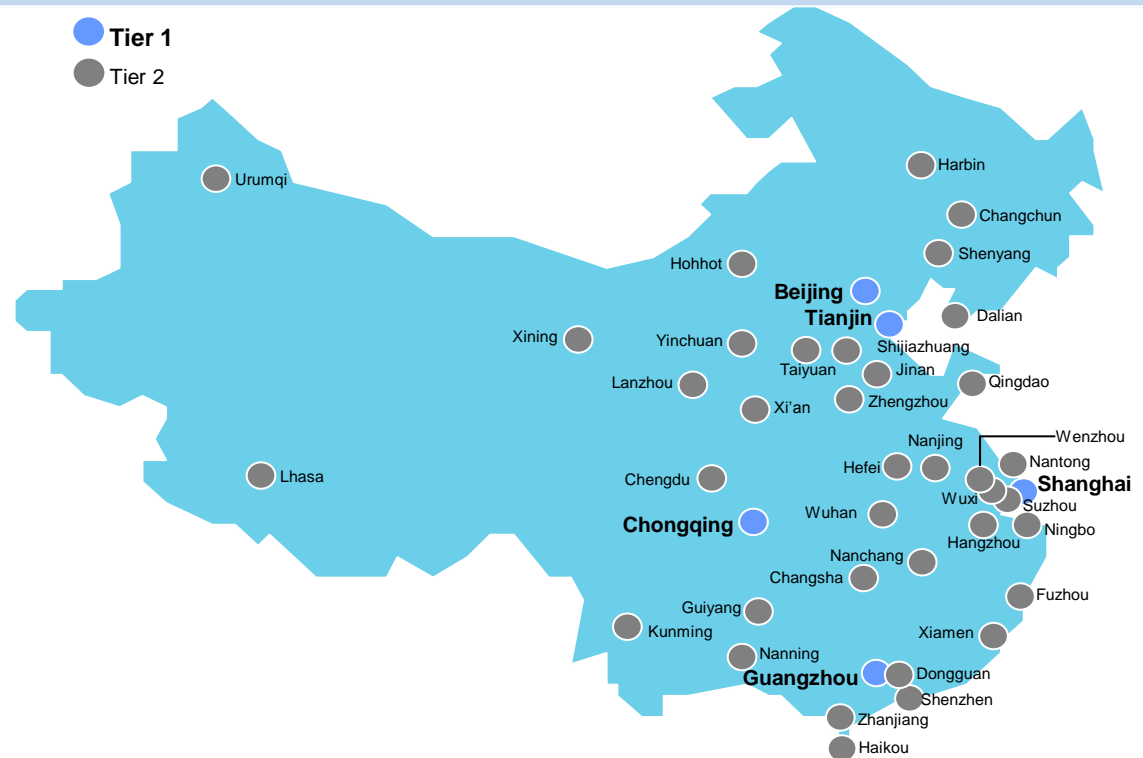 Tier 1
Tier 2
Harbin
Urumqi
Changchun
Shenyang
Hohhot
Beijing
Tianjin
Dalian
Xining
Yinchuan
Shijiazhuang
Taiyuan
Jinan
Lanzhou
Qingdao
Xi’an
Zhengzhou
Wenzhou
Nanjing
Nantong
Hefei
Lhasa
Chengdu
Shanghai
Wuxi
Suzhou
Wuhan
Chongqing
Ningbo
Hangzhou
Nanchang
Changsha
Fuzhou
Guiyang
Kunming
Xiamen
Nanning
Guangzhou
Dongguan
Shenzhen
Zhanjiang
Haikou